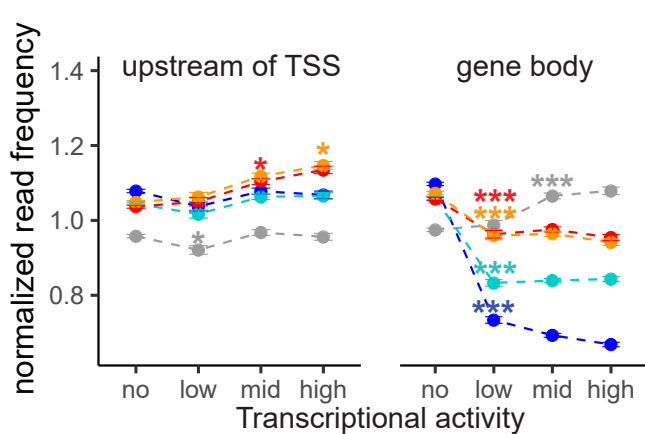 normalized read frequency
upstream of TSS
gene body
1.4
1.2
1.0
0.8
*
*
*
***
***
***
***
***
no low mid high
no low mid high
Transcriptional activity